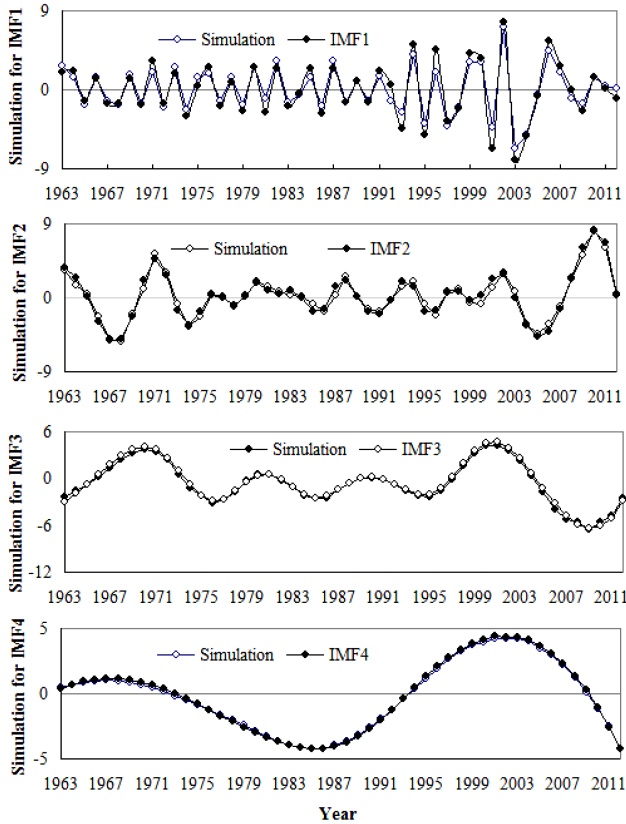 Simulation for IMF1
9
0
-9
Simulation IMF1
1963 1967 1971 1975 1979 1983 1987 1991 1995 1999 2003 2007 2011
Simulation for IMF2
9
0
-9
Simulation IMF2
1963 1967 1971 1975 1979 1983 1987 1991 1995 1999 2003 2007 2011
Simulation for IMF3
6
0
-6
-12
Simulation IMF3
1963 1967 1971 1975 1979 1983 1987 1991 1995 1999 2003 2007 2011
Simulation for IMF4
5
0
-5
Simulation IMF4
1963 1967 1971 1975 1979 1983 1987 1991 1995 1999 2003 2007 2011
Year